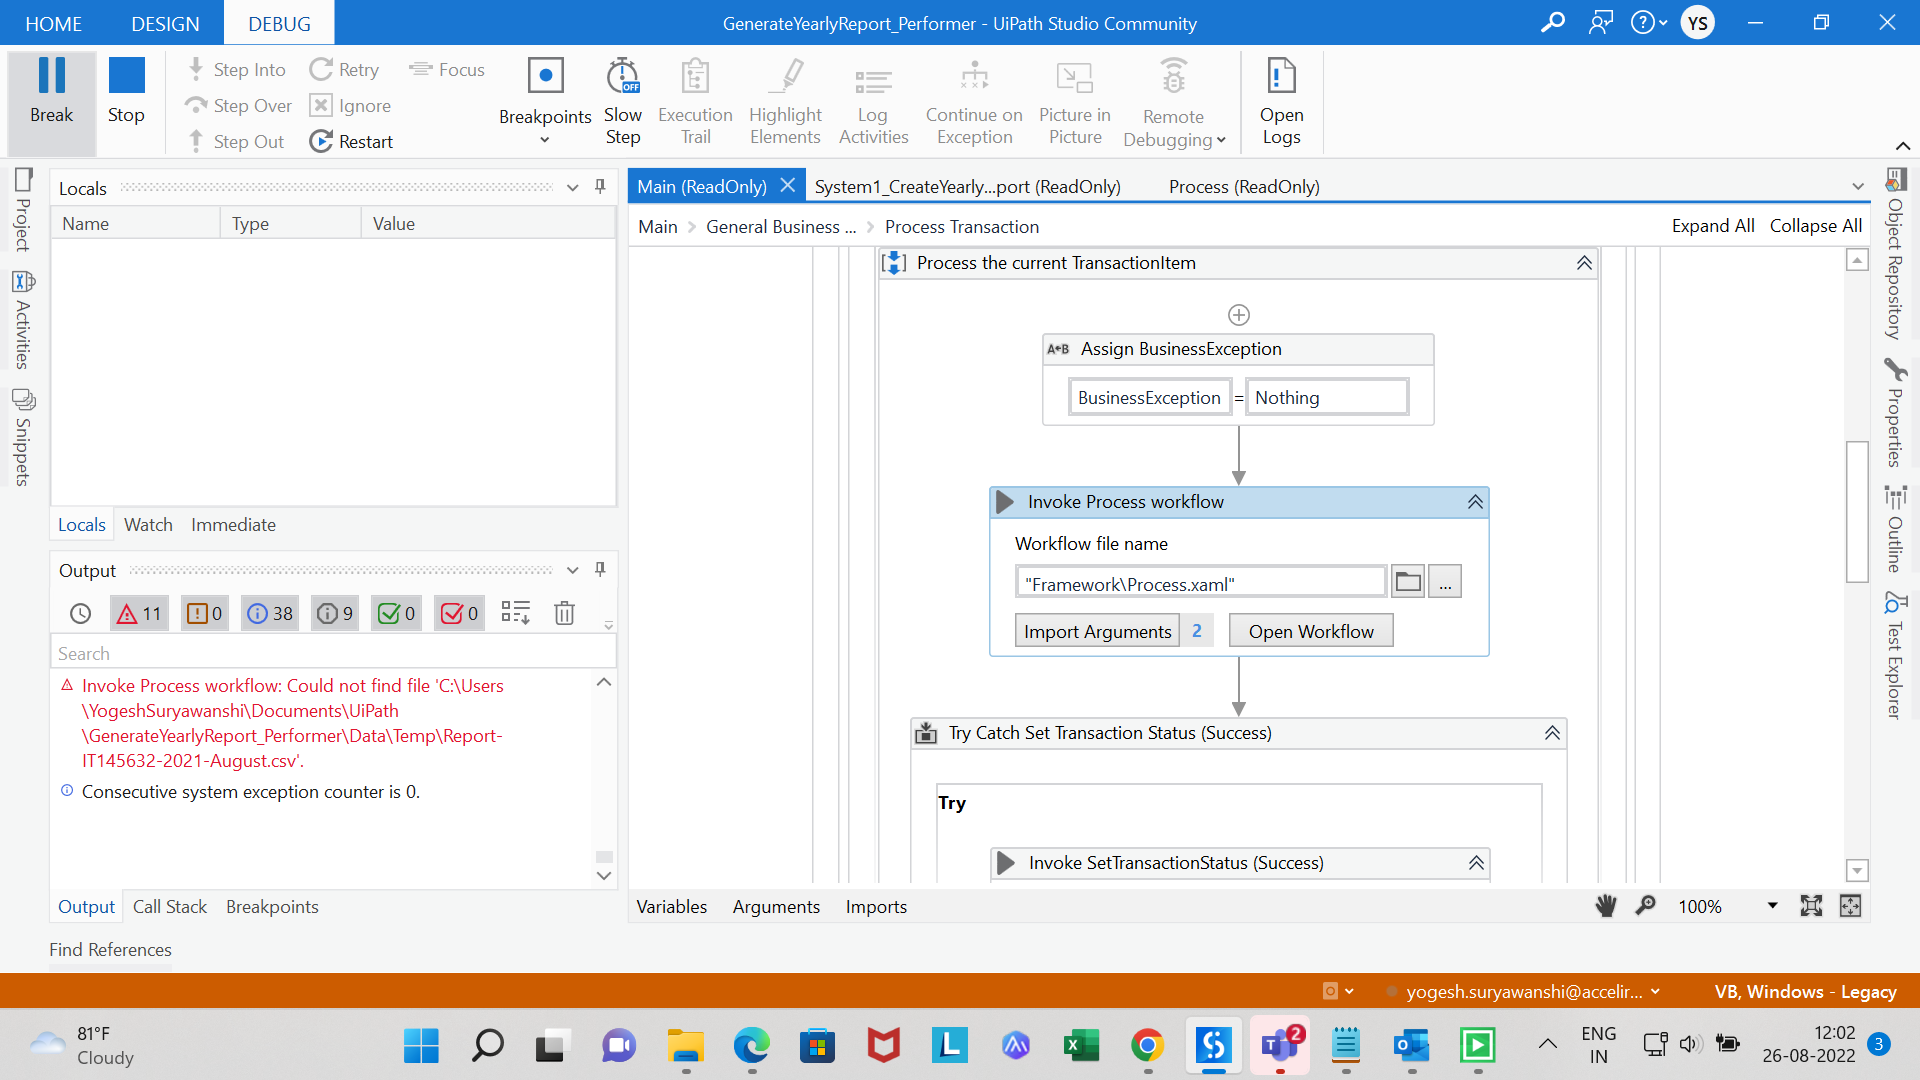 HOME DESIGN DEBUG
GenerateYearlyReport_Performer - UiPath Studio Community
YS
Break
Stop
Step Into
Step Over
Step Out
Retry
Ignore
Restart
Focus
Breakpoints
Slow Step
OFF
Execution Trail
Highlight Elements
Log Activities
Continue on Exception
Picture in Picture
Remote Debugging
Open Logs
Project
Activities
Snippets
Locals
Name Type Value
Locals Watch Immediate
Output
11 0 38 9 0 0
Search
Invoke Process workflow: Could not find file 'C:\Users
\YogeshSuryawanshi\Documents\UiPath
\GenerateYearlyReport_Performer\Data\Temp\Report-
IT145632-2021-August.csv'.
Consecutive system exception counter is 0.
Output Call Stack Breakpoints
Find References
Main (ReadOnly) System1_CreateYearly...port (ReadOnly) Process (ReadOnly)
Main General Business ... Process Transaction
Expand All Collapse All
Process the current TransactionItem
A B Assign BusinessException
BusinessException = Nothing
Invoke Process workflow
Workflow file name
"Framework\Process.xaml"
...
Import Arguments 2 Open Workflow
Try Catch Set Transaction Status (Success)
Try
Invoke SetTransactionStatus (Success)
Variables Arguments Imports
100%
Object Repository
Properties
Outline
Test Explorer
yogesh.suryawanshi@accelir...
VB, Windows - Legacy
81°F
Cloudy
2
ENG
IN
12:02
26-08-2022
3